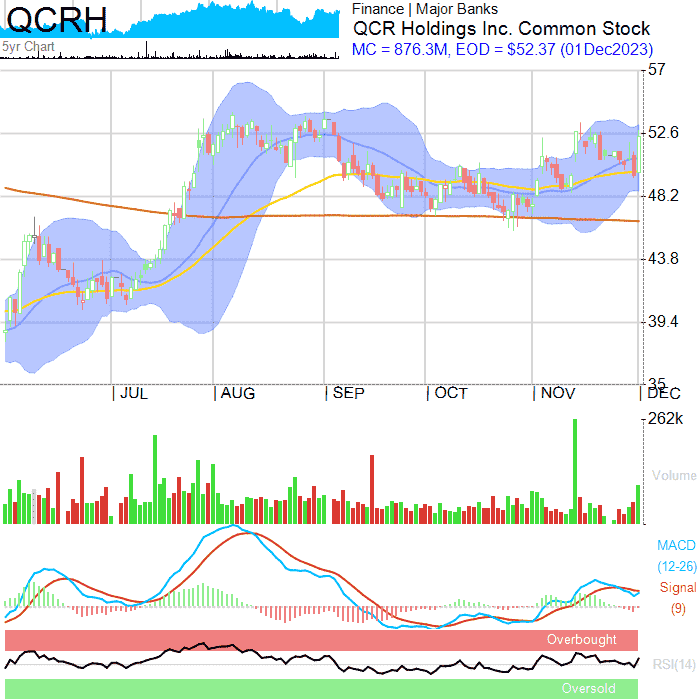 QCRH
5yr Chart
Finance | Major Banks
QCR Holdings Inc. Common Stock
MC = 876.3M, EOD = $52.37 (01Dec2023)
57
52.6
48.2
43.8
39.4
35
JUL AUG SEP OCT NOV DEC
262k
Volume
MACD
(12-26)
Signal
(9)
Overbought
RSI(14)
Oversold